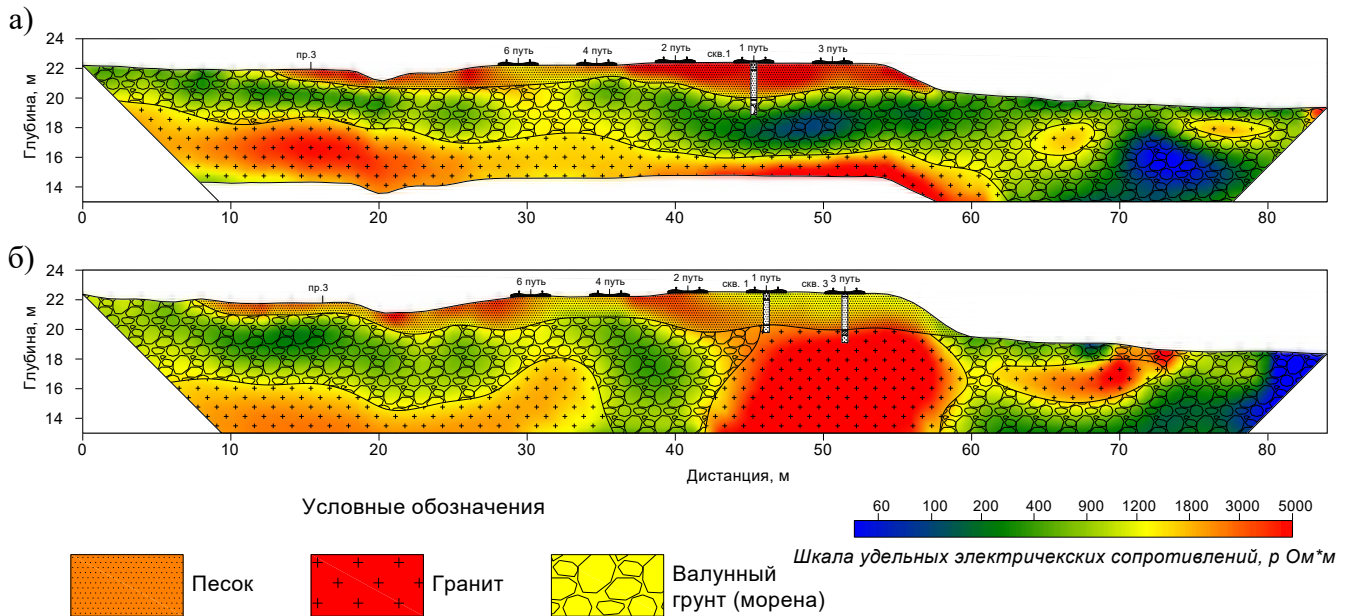 а)
24
22
20
18
16
14
Глубина, м
пр.3
6 путь
4 путь
2 путь
скв.1
1 путь
3 путь
0 10 20 30 40 50 60 70 80
б)
24
22
20
18
16
14
Глубина, м
пр.3
6 путь
4 путь
2 путь
скв. 1
1 путь
скв. 3
3 путь
0 10 20 30 40 50 60 70 80
Дистанция, м
Условные обозначения
Песок
Гранит
Валунный
грунт (морена)
60 100 200 400 900 1200 1800 3000 5000
Шкала удельных электричекских сопротивлений, р Ом*м